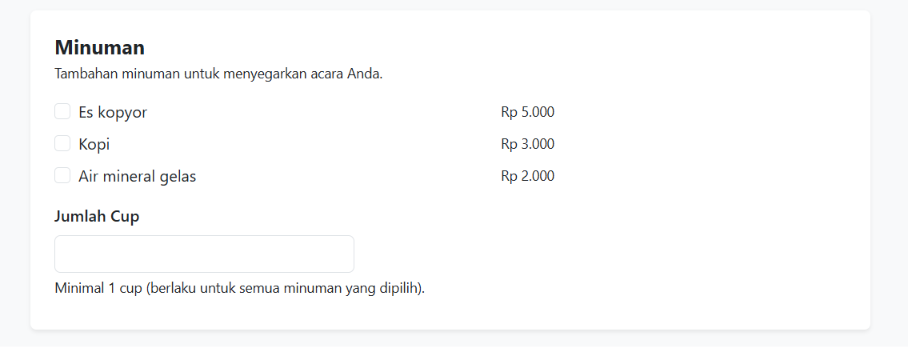 Minuman
Tambahan minuman untuk menyegarkan acara Anda.
Es kopyor Rp 5.000
Kopi Rp 3.000
Air mineral gelas Rp 2.000
Jumlah Cup
Minimal 1 cup (berlaku untuk semua minuman yang dipilih).